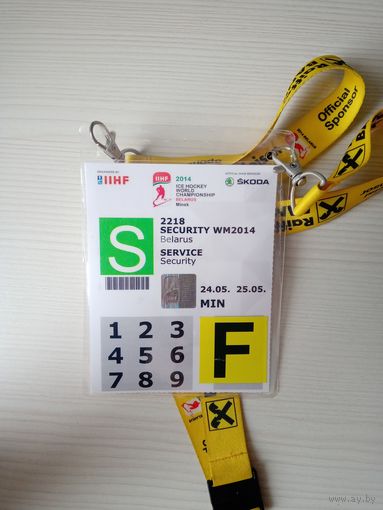 IIHF
IIHF
2014
ICE HOCKEY
WORLD
CHAMPIONSHIP
BELARUS
Minsk
ŠKODA
S
2218
SECURITY WM2014
Belarus
SERVICE
Security
24.05. 25.05.
MIN
1 2 3
4 5 6
7 8 9
F
Official
Sponsor
www.ay.by